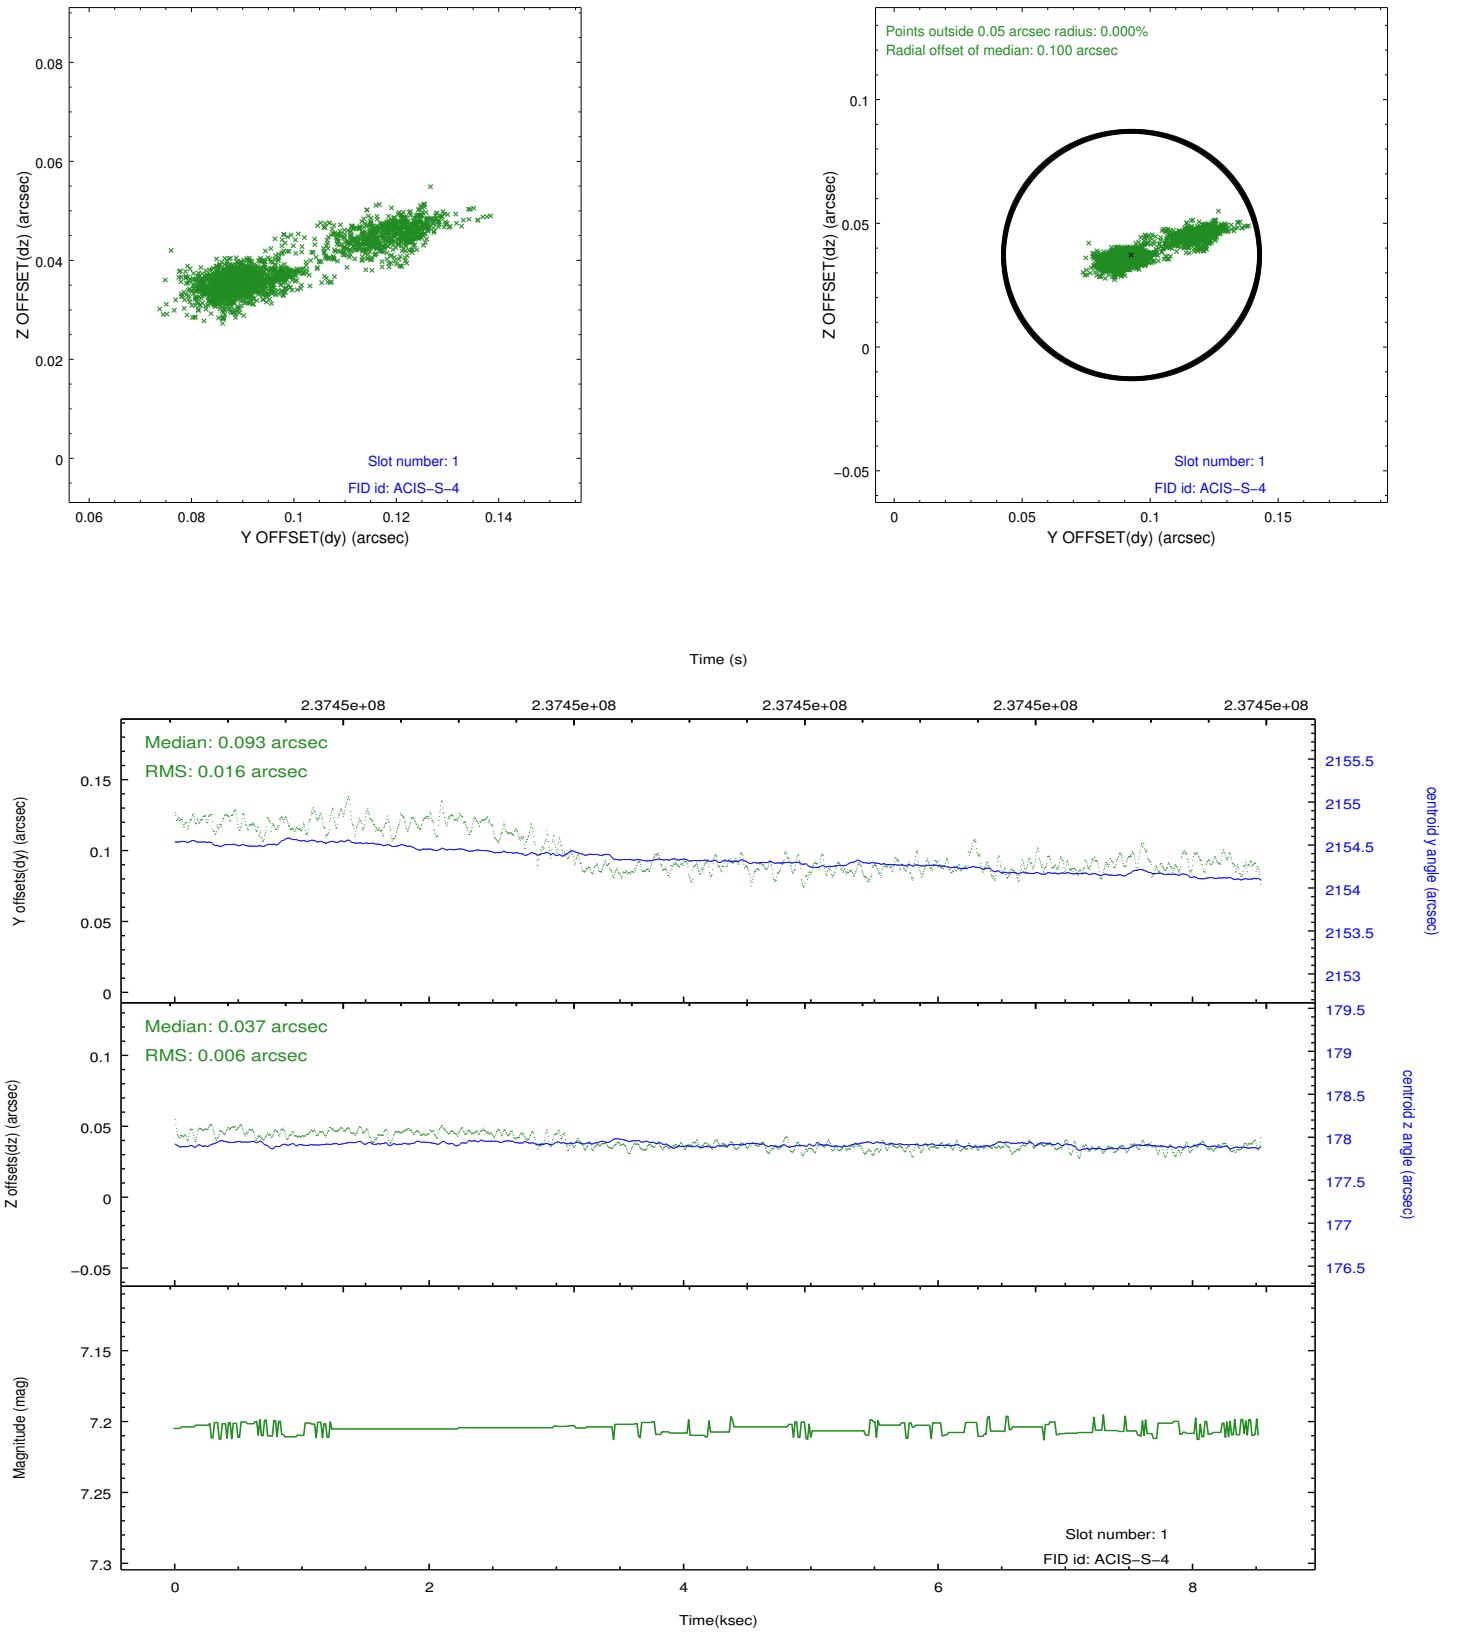 0.08
0.06
0.04
0.02
0
Z OFFSET(dz) (arcsec)
Slot number: 1
FID id: ACIS−S−4
0.06 0.08 0.1 0.12 0.14
Y OFFSET(dy) (arcsec)
Points outside 0.05 arcsec radius: 0.000%
Radial offset of median: 0.100 arcsec
0.1
0.05
0
−0.05
Z OFFSET(dz) (arcsec)
Slot number: 1
FID id: ACIS−S−4
0 0.05 0.1 0.15
Y OFFSET(dy) (arcsec)
Time (s)
2.3745e+08 2.3745e+08 2.3745e+08 2.3745e+08 2.3745e+08
Median: 0.093 arcsec
RMS: 0.016 arcsec
0.15
0.1
0.05
0
Y offsets(dy) (arcsec)
2155.5
2155
2154.5
2154
2153.5
2153
centroid y angle (arcsec)
Median: 0.037 arcsec
RMS: 0.006 arcsec
0.1
0.05
0
−0.05
Z offsets(dz) (arcsec)
179.5
179
178.5
178
177.5
177
176.5
centroid z angle (arcsec)
7.15
7.2
7.25
7.3
Magnitude (mag)
Slot number: 1
FID id: ACIS−S−4
0 2 4 6 8
Time(ksec)